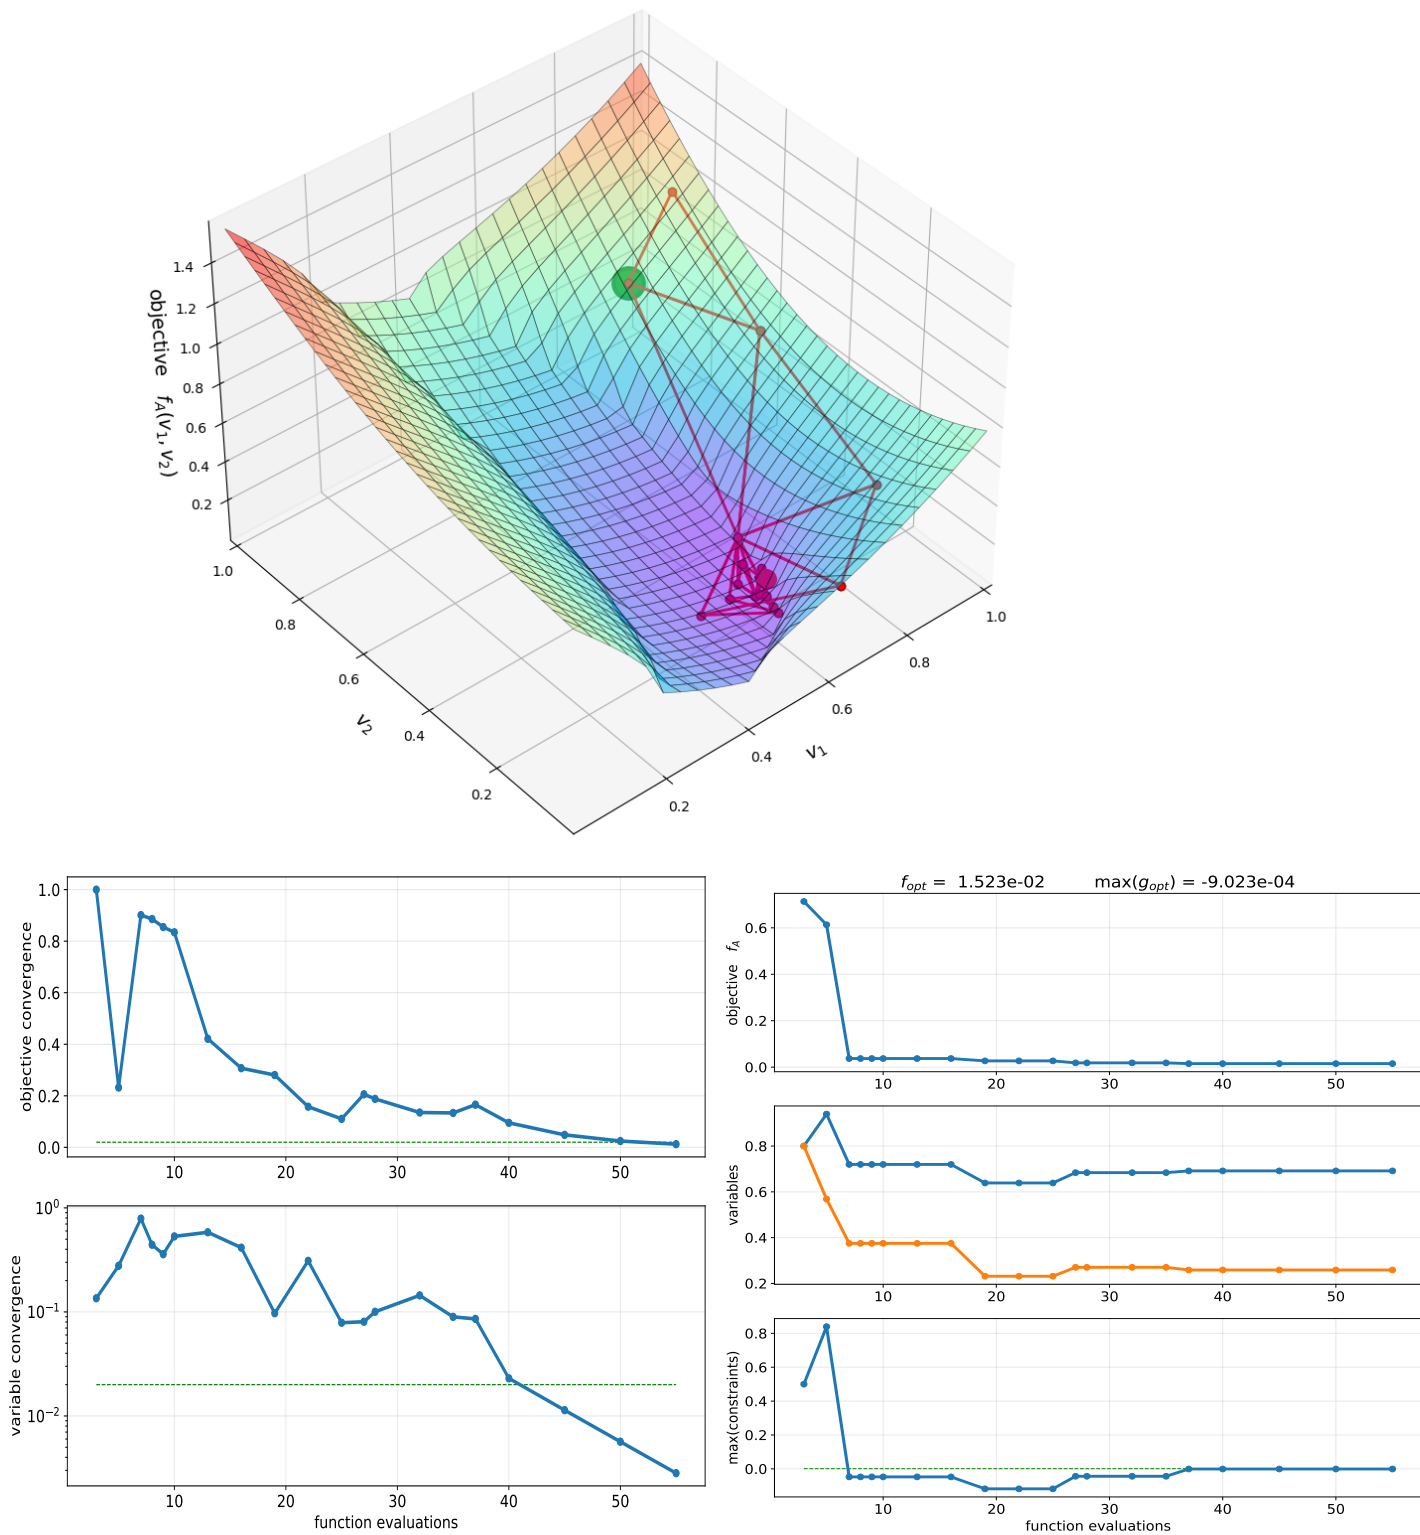 objective f_A(v_1, v_2)
1.4
1.2
1.0
0.8
0.6
0.4
0.2
1.0
0.8
0.6
0.4
0.2
v_2
1.0
0.8
0.6
0.4
0.2
v_1
objective convergence
1.0
0.8
0.6
0.4
0.2
0.0
10 20 30 40 50
variable convergence
10^0
10^{-1}
10^{-2}
10 20 30 40 50
function evaluations
f_{opt} = 1.523e-02 max(g_{opt}) = -9.023e-04
objective f_A
0.6
0.4
0.2
0.0
10 20 30 40 50
variables
0.8
0.6
0.4
0.2
10 20 30 40 50
max(constraints)
0.8
0.6
0.4
0.2
0.0
10 20 30 40 50
function evaluations